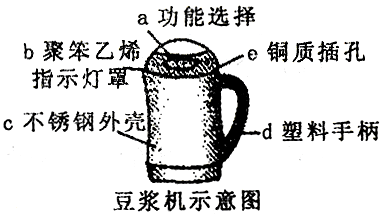 a 功能选择
b 聚笨乙烯
指示灯罩
e 铜质插孔
c 不锈钢外壳
d 塑料手柄
豆浆机示意图